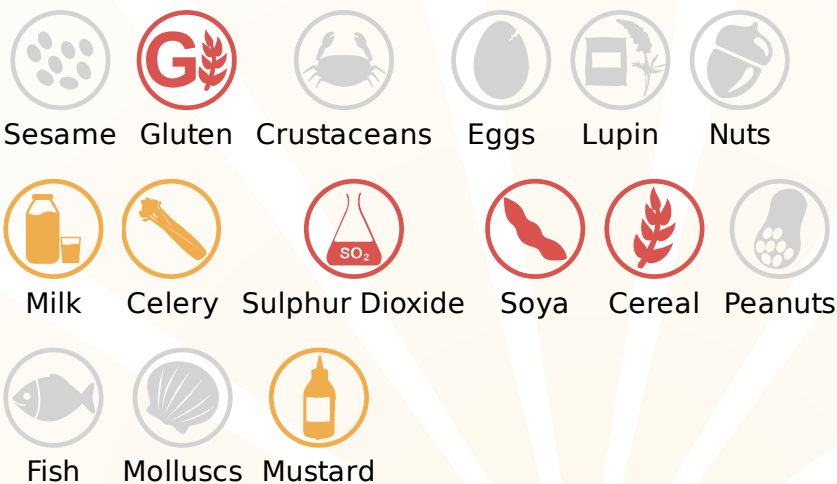 G
Sesame Gluten Crustaceans Eggs Lupin Nuts
SO₂
Milk Celery Sulphur Dioxide Soya Cereal Peanuts
Fish Molluscs Mustard